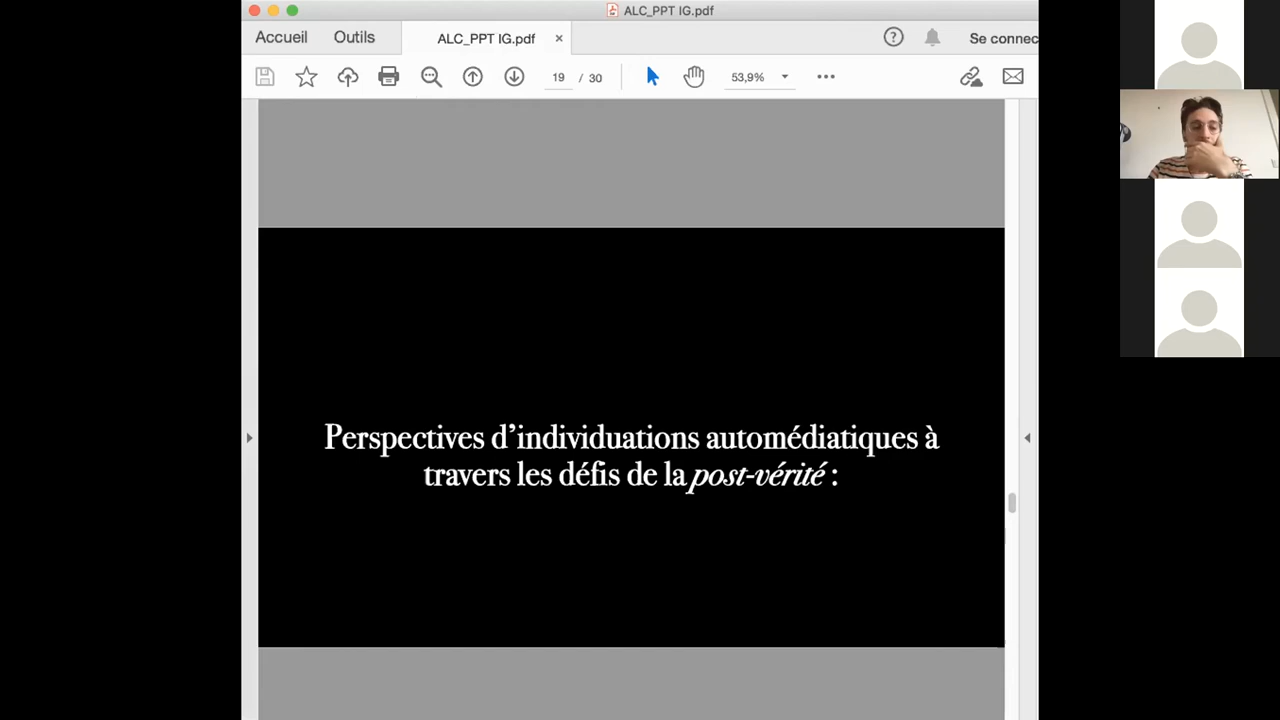 ALC_PPT IG.pdf
Accueil
Outils
ALC_PPT IG.pdf
×
?
Se connec
19 / 30
53,9%
Perspectives d’individuations automédiatiques à
travers les défis de la post-vérité :